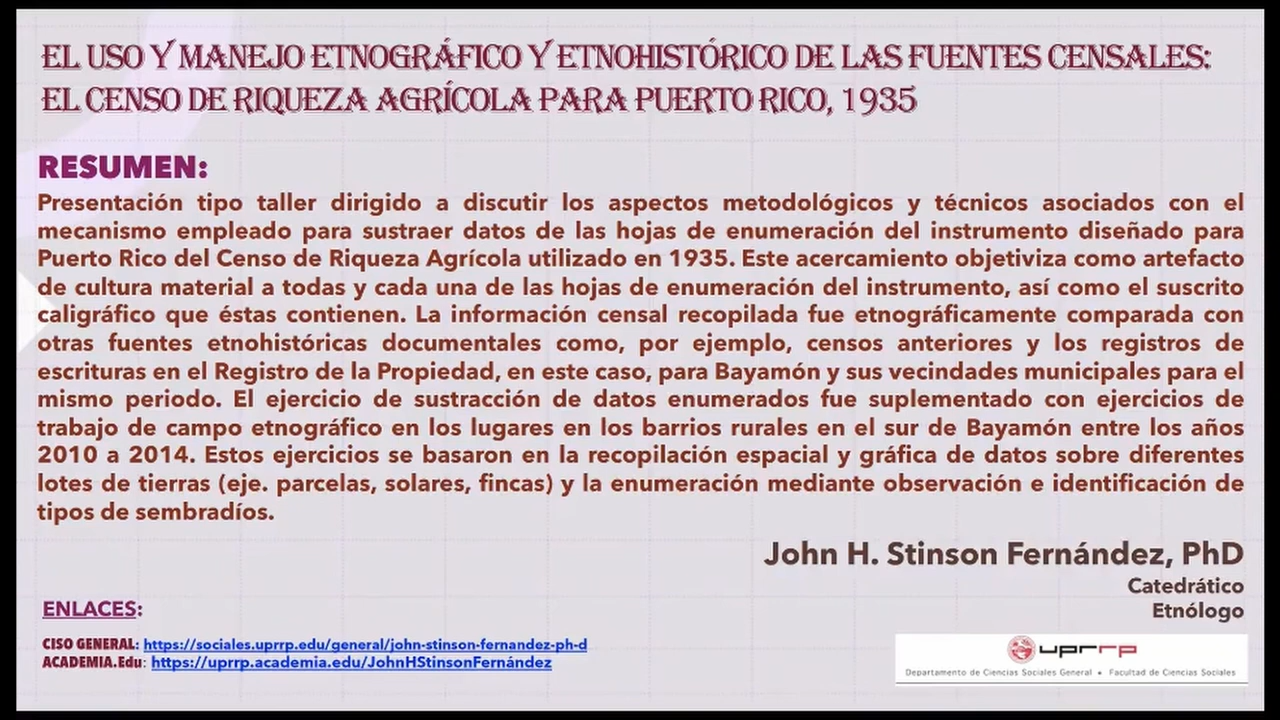 EL USO Y MANEJO ETNOGRÁFICO Y ETNOHISTÓRICO DE LAS FUENTES CENSALES:
EL CENSO DE RIQUEZA AGRÍCOLA PARA PUERTO RICO, 1935
RESUMEN:
Presentación tipo taller dirigido a discutir los aspectos metodológicos y técnicos asociados con el
mecanismo empleado para sustraer datos de las hojas de enumeración del instrumento diseñado para
Puerto Rico del Censo de Riqueza Agrícola utilizado en 1935. Este acercamiento objetiviza como artefacto
de cultura material a todas y cada una de las hojas de enumeración del instrumento, así como el suscrito
caligráfico que éstas contienen. La información censal recopilada fue etnográficamente comparada con
otras fuentes etnohistóricas documentales como, por ejemplo, censos anteriores y los registros de
escrituras en el Registro de la Propiedad, en este caso, para Bayamón y sus vecindades municipales para el
mismo periodo. El ejercicio de sustracción de datos enumerados fue suplementado con ejercicios de
trabajo de campo etnográfico en los lugares en los barrios rurales en el sur de Bayamón entre los años
2010 a 2014. Estos ejercicios se basaron en la recopilación espacial y gráfica de datos sobre diferentes
lotes de tierras (eje. parcelas, solares, fincas) y la enumeración mediante observación e identificación de
tipos de sembradíos.
John H. Stinson Fernández, PhD
Catedrático
Etnólogo
ENLACES:
CISO GENERAL: https://sociales.uprrp.edu/general/john-stinson-fernandez-ph-d
ACADEMIA.Edu: https://uprrp.academia.edu/JohnHStinsonFernández
uprrp
Departamento de Ciencias Sociales General • Facultad de Ciencias Sociales